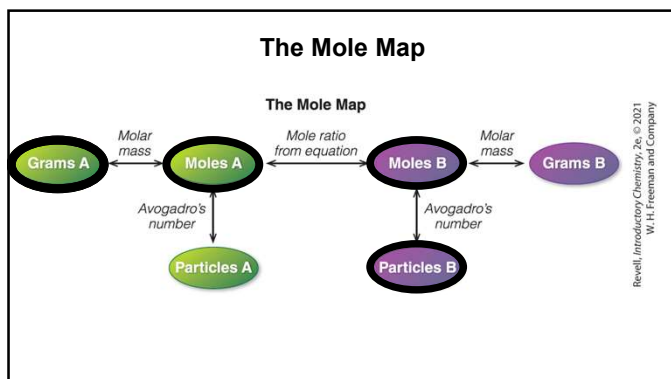 The Mole Map
The Mole Map
Molar
mass
Mole ratio
from equation
Molar
mass
Grams A
Moles A
Moles B
Grams B
Avogadro's
number
Avogadro's
number
Particles A
Particles B
Revell, Introductory Chemistry, 2e, © 2021
W. H. Freeman and Company